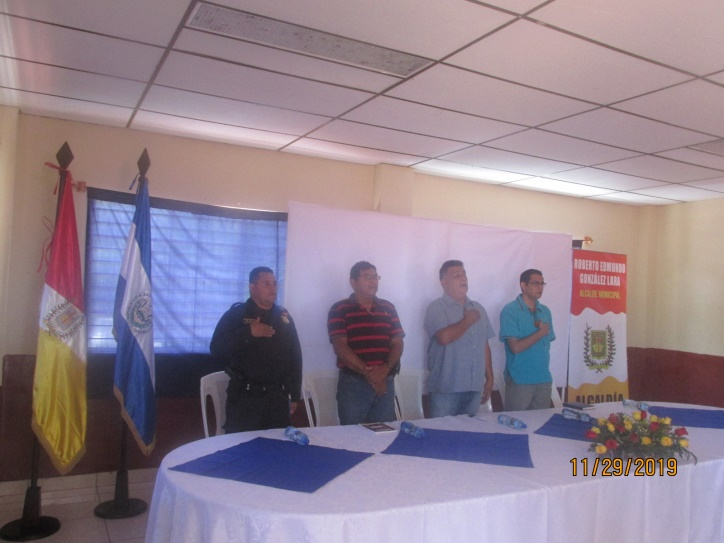 ROBERTO EDMUNDO
GONZÁLEZ LARA
ALCALDE MUNICIPAL
ALCALDÍA
11/29/2019